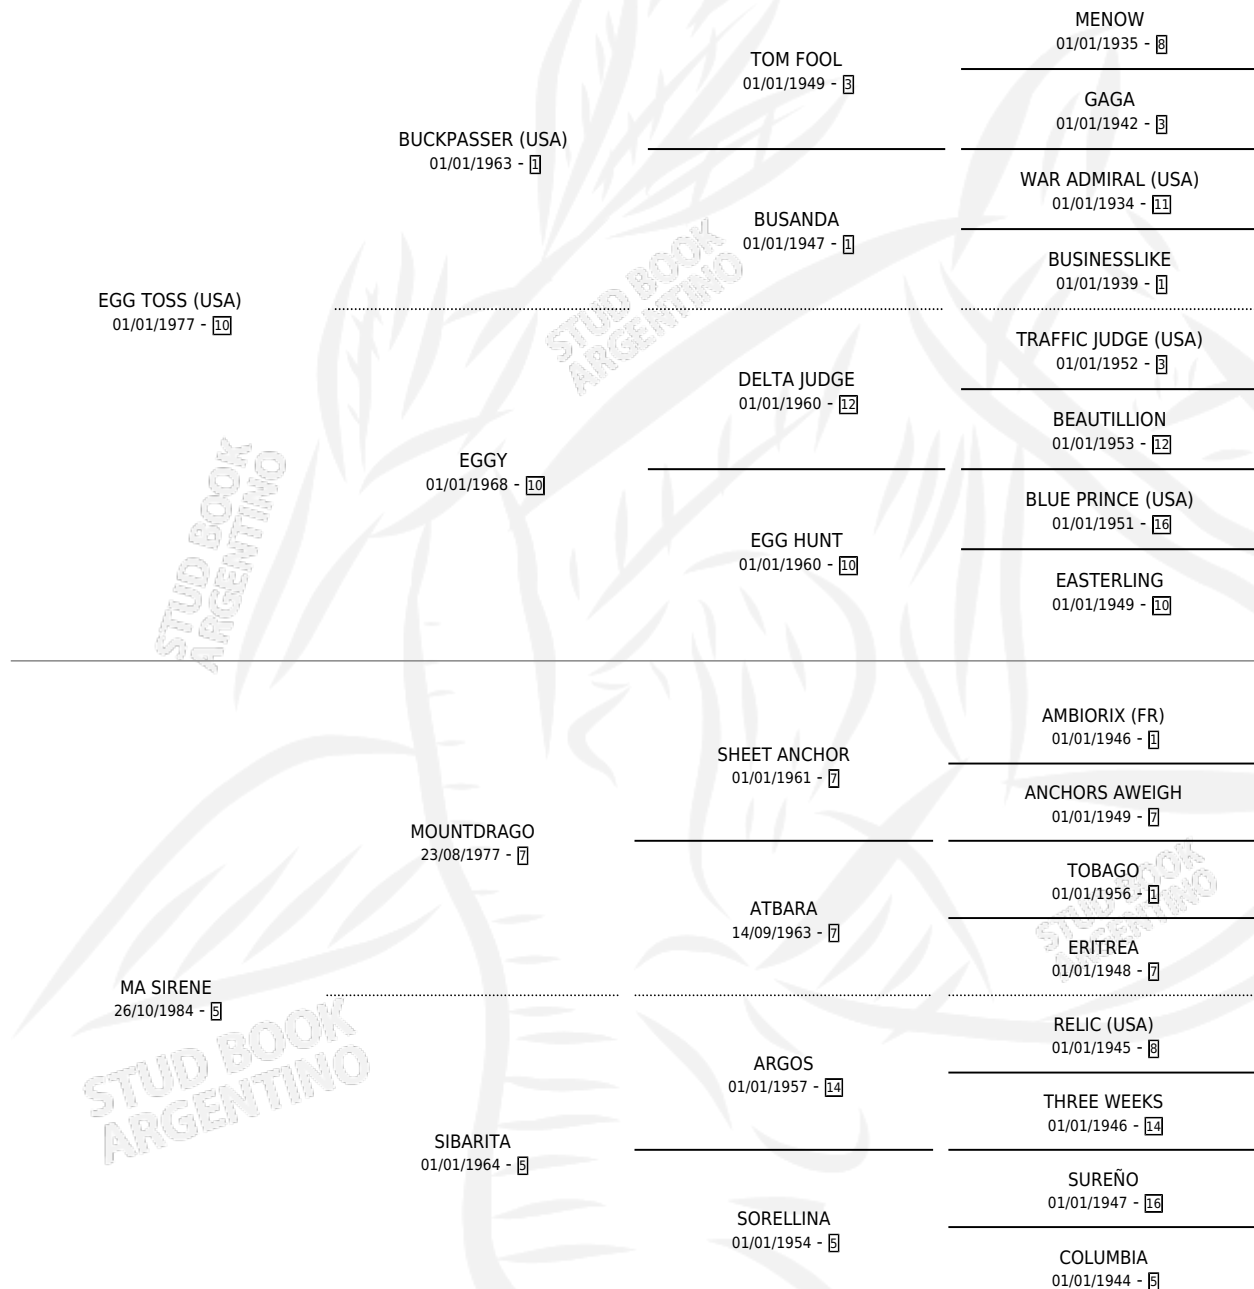 MENOW
01/01/1935 - 8
TOM FOOL
01/01/1949 - 3
GAGA
01/01/1942 - 3
BUCKPASSER (USA)
01/01/1963 - 1
WAR ADMIRAL (USA)
01/01/1934 - 11
BUSANDA
01/01/1947 - 1
BUSINESSLIKE
01/01/1939 - 1
EGG TOSS (USA)
01/01/1977 - 10
TRAFFIC JUDGE (USA)
01/01/1952 - 3
DELTA JUDGE
01/01/1960 - 12
BEAUTILLION
01/01/1953 - 12
EGGY
01/01/1968 - 10
BLUE PRINCE (USA)
01/01/1951 - 16
EGG HUNT
01/01/1960 - 10
EASTERLING
01/01/1949 - 10
AMBIORIX (FR)
01/01/1946 - 1
SHEET ANCHOR
01/01/1961 - 7
ANCHORS AWEIGH
01/01/1949 - 7
MOUNTDRAGO
23/08/1977 - 7
TOBAGO
01/01/1956 - 1
ATBARA
14/09/1963 - 7
ERITREA
01/01/1948 - 7
MA SIRENE
26/10/1984 - 5
RELIC (USA)
01/01/1945 - 8
ARGOS
01/01/1957 - 14
THREE WEEKS
01/01/1946 - 14
SIBARITA
01/01/1964 - 5
SUREÑO
01/01/1947 - 16
SORELLINA
01/01/1954 - 5
COLUMBIA
01/01/1944 - 5
STUD BOOK
ARGENTINO
STUD BOOK
ARGENTINO
STUD BOOK
ARGENTINO
STUD BOOK
ARGENTINO